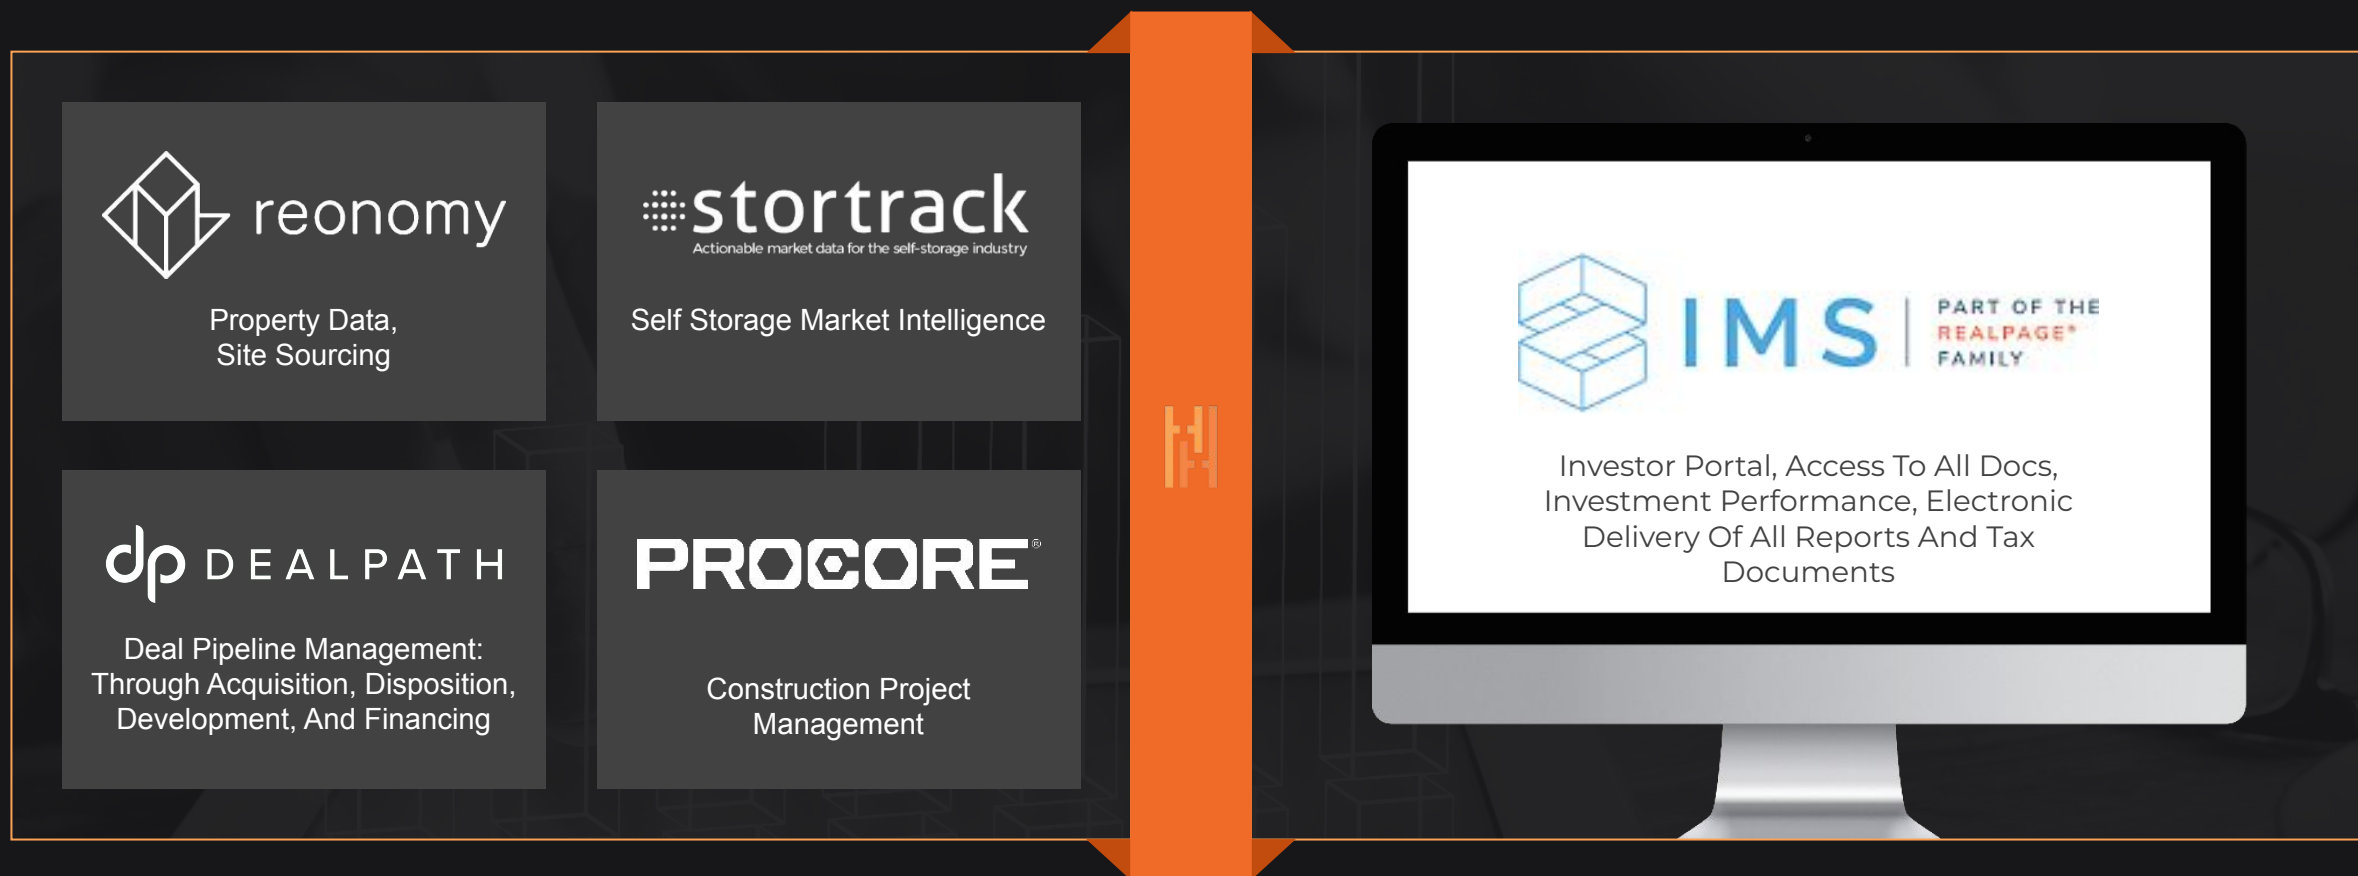 reonomy
Property Data,
Site Sourcing
stortrack
Actionable market data for the self-storage industry
Self Storage Market Intelligence
dp DEALPATH
Deal Pipeline Management:
Through Acquisition, Disposition,
Development, And Financing
PROCORE®
Construction Project
Management
IMS
PART OF THE
REALPAGE®
FAMILY
Investor Portal, Access To All Docs,
Investment Performance, Electronic
Delivery Of All Reports And Tax
Documents